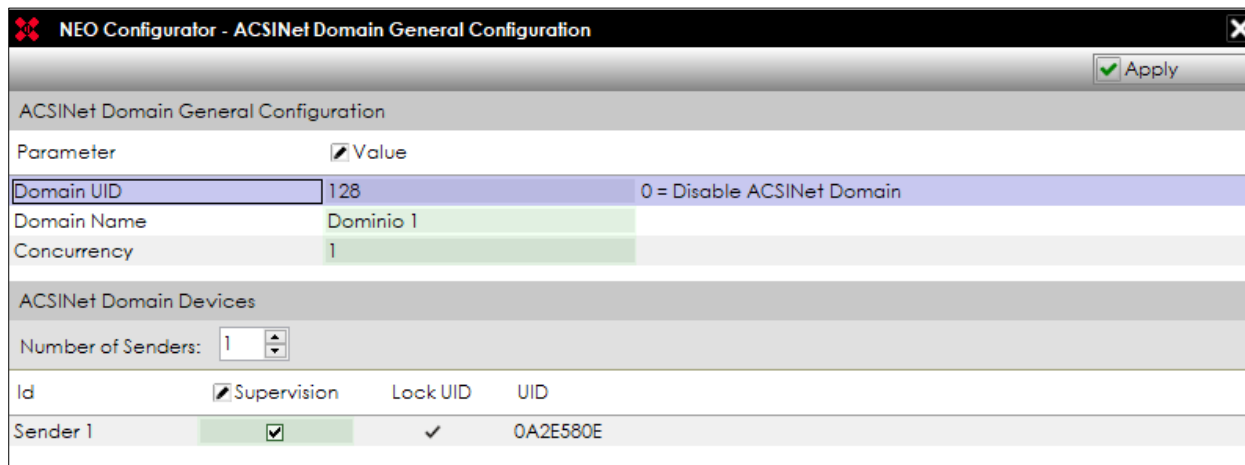 NEO Configurator - ACSINet Domain General Configuration
Apply
ACSINet Domain General Configuration
Parameter Value
Domain UID 128 0 = Disable ACSINet Domain
Domain Name Dominio 1
Concurrency 1
ACSINet Domain Devices
Number of Senders: 1
Id Supervision Lock UID UID
Sender 1 0A2E580E